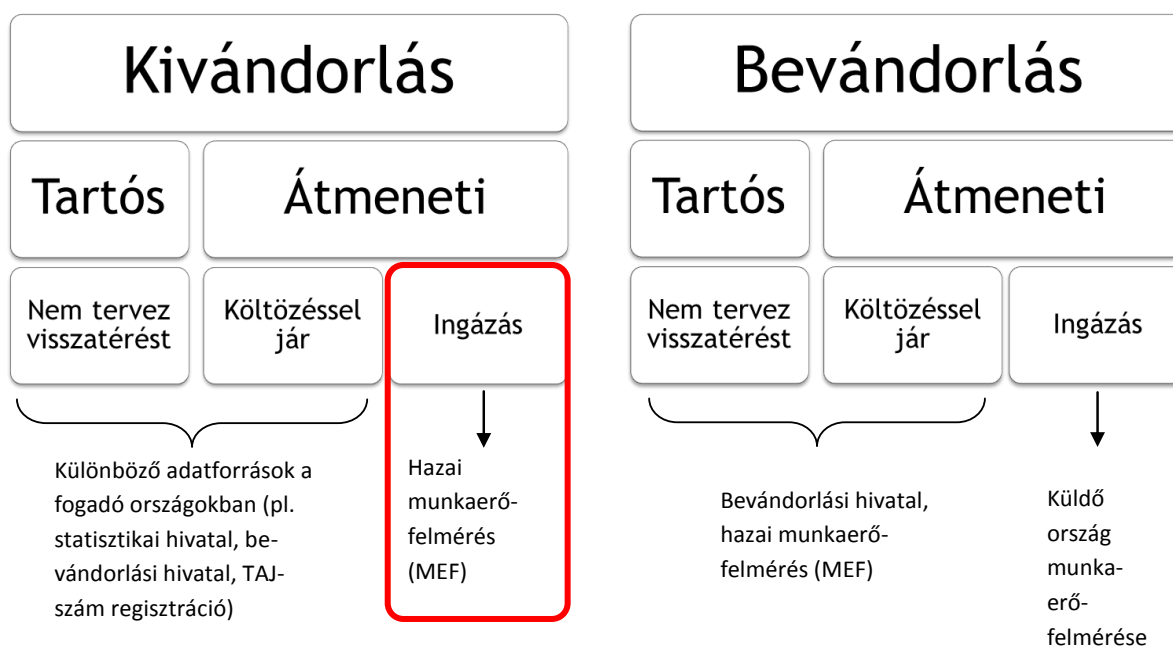 Kivándorlás
Tartós
Átmeneti
Nem tervez
visszatérést
Költözéssel
jár
Ingázás
Különböző adatforrások a
fogadó országokban (pl.
statisztikai hivatal, be-
vándorlási hivatal, TAJ-
szám regisztráció)
Hazai
munkaerő-
felmérés
(MEF)
Bevándorlás
Tartós
Átmeneti
Nem tervez
visszatérést
Költözéssel
jár
Ingázás
Bevándorlási hivatal,
hazai munkaerő-
felmérés (MEF)
Küldő
ország
munka-
erő-
felmérése